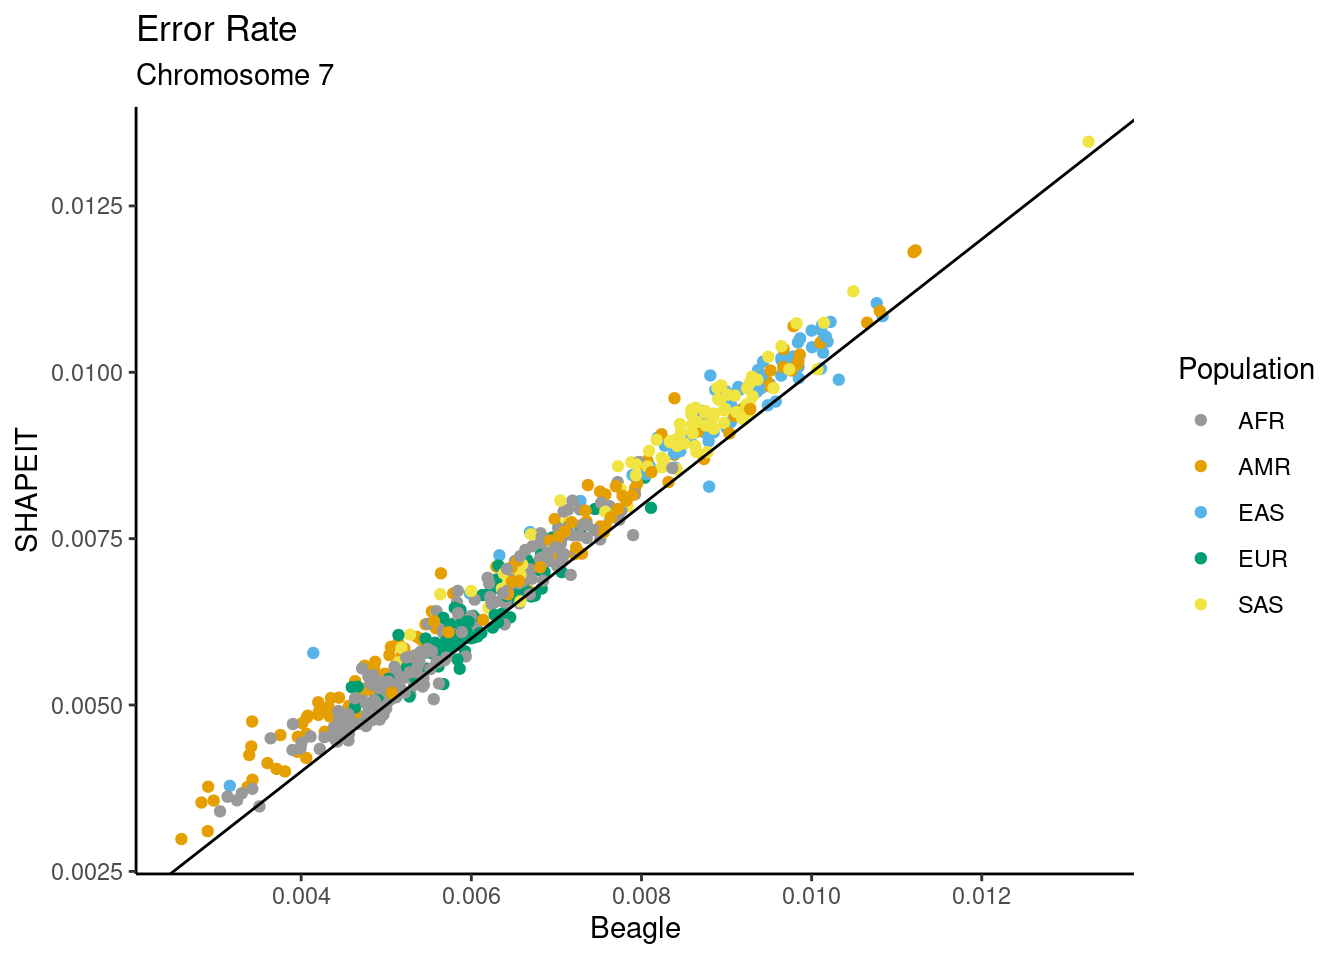 Error Rate
Chromosome 7
SHAPEIT
0.0125
0.0100
0.0075
0.0050
0.0025
0.004
0.006
0.008
0.010
0.012
Beagle
Population
AFR
AMR
EAS
EUR
SAS